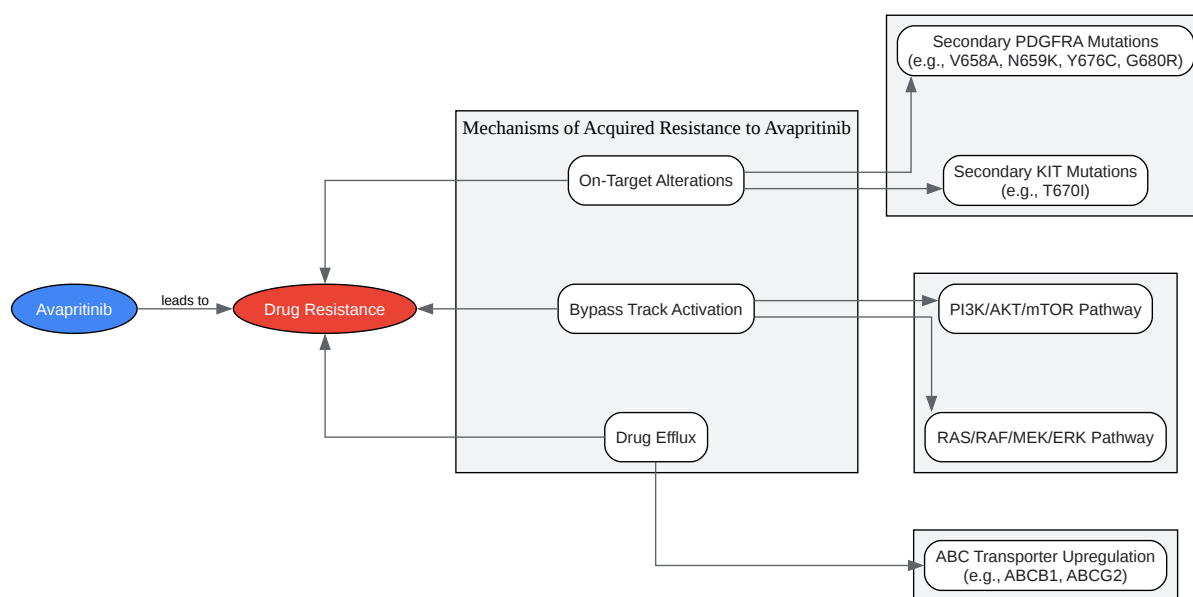 Secondary PDGFRA Mutations
(e.g., V658A, N659K, Y676C, G680R)
Mechanisms of Acquired Resistance to Avapritinib
On-Target Alterations
Secondary KIT Mutations
(e.g., T670I)
Avapritinib
leads to
Drug Resistance
Bypass Track Activation
PI3K/AKT/mTOR Pathway
Drug Efflux
RAS/RAF/MEK/ERK Pathway
ABC Transporter Upregulation
(e.g., ABCB1, ABCG2)